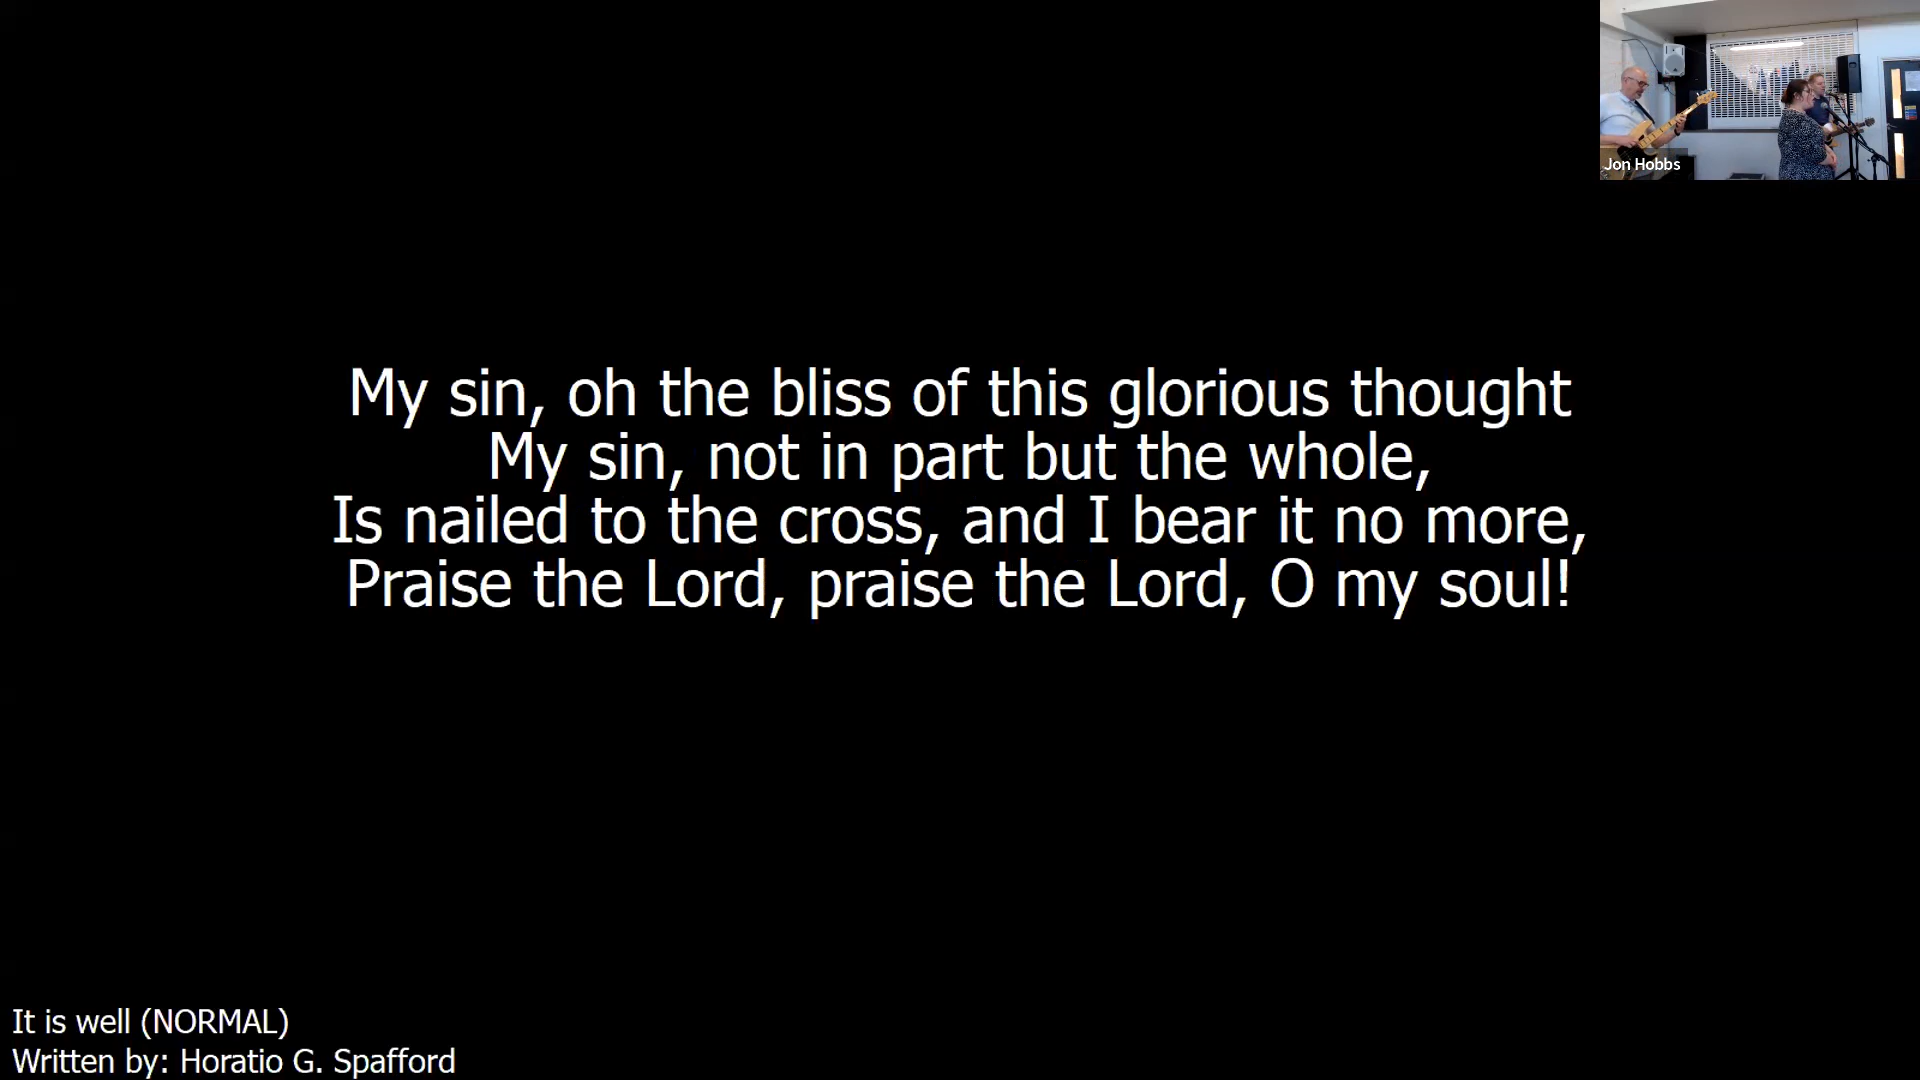 Jon Hobbs
My sin, oh the bliss of this glorious thought
My sin, not in part but the whole,
Is nailed to the cross, and I bear it no more,
Praise the Lord, praise the Lord, O my soul!
It is well (NORMAL)
Written by: Horatio G. Spafford